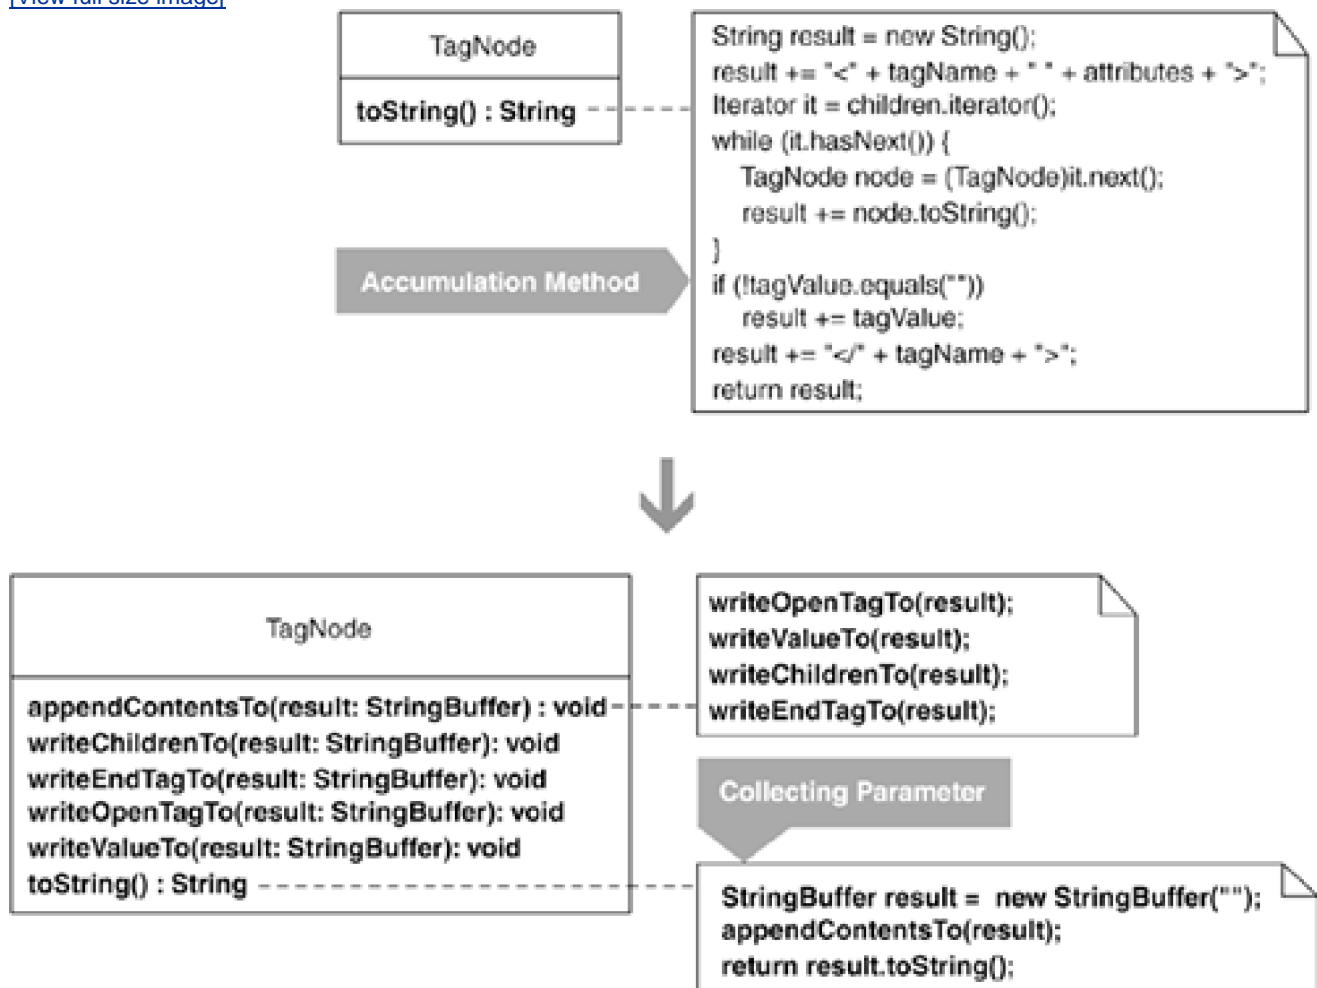 [View full size image]
TagNode
toString() : String
String result = new String();
result += "<" + tagName + " " + attributes + ">";
Iterator it = children.iterator();
while (it.hasNext()) {
TagNode node = (TagNode)it.next();
result += node.toString();
}
if (!tagValue.equals(""))
result += tagValue;
result += "</" + tagName + ">";
return result;
Accumulation Method
TagNode
appendContentsTo(result: StringBuffer) : void
writeChildrenTo(result: StringBuffer): void
writeEndTagTo(result: StringBuffer): void
writeOpenTagTo(result: StringBuffer): void
writeValueTo(result: StringBuffer): void
toString() : String
writeOpenTagTo(result);
writeValueTo(result);
writeChildrenTo(result);
writeEndTagTo(result);
Collecting Parameter
StringBuffer result = new StringBuffer("");
appendContentsTo(result);
return result.toString();